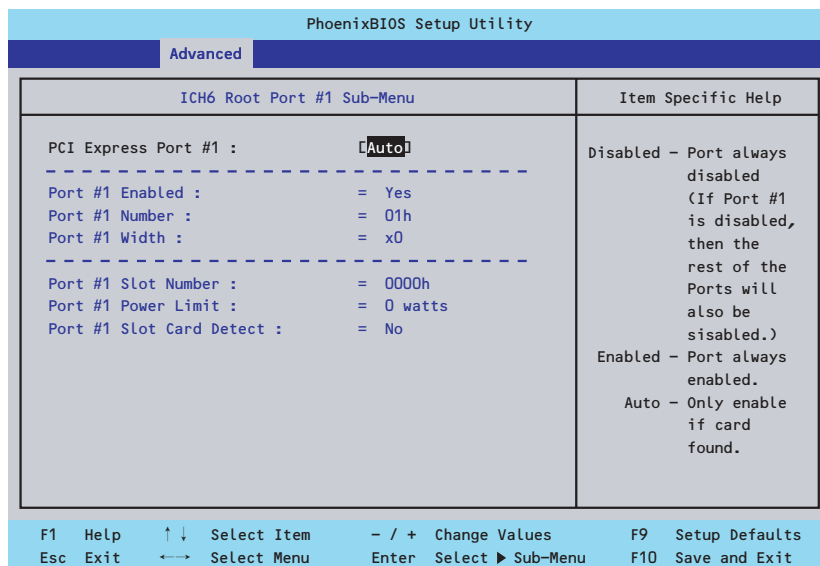 PhoenixBIOS Setup Utility
Advanced
ICH6 Root Port #1 Sub-Menu
PCI Express Port #1 : [Auto]
Port #1 Enabled : = Yes
Port #1 Number : = 01h
Port #1 Width : = x0
Port #1 Slot Number : = 0000h
Port #1 Power Limit : = 0 watts
Port #1 Slot Card Detect : = No
Item Specific Help
Disabled – Port always
disabled
(If Port #1
is disabled,
then the
rest of the
Ports will
also be
sisabled.)
Enabled – Port always
enabled.
Auto – Only enable
if card
found.
F1 Help ↑↓ Select Item – / + Change Values F9 Setup Defaults
Esc Exit ←→ Select Menu Enter Select ▶ Sub-Menu F10 Save and Exit